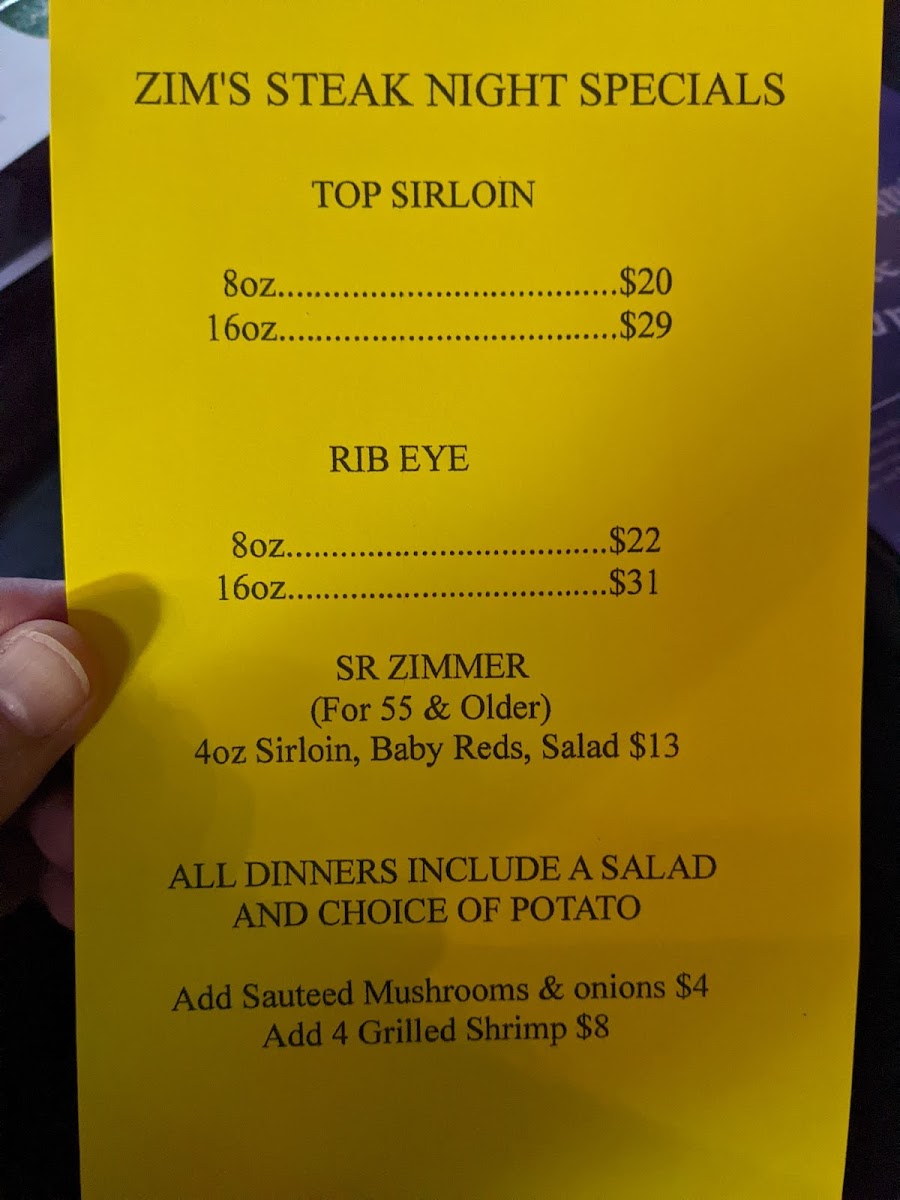 ZIM'S STEAK NIGHT SPECIALS
TOP SIRLOIN
8oz......................................$20
16oz.....................................$29
RIB EYE
8oz...................................$22
16oz...................................$31
SR ZIMMER
(For 55 & Older)
4oz Sirloin, Baby Reds, Salad $13
ALL DINNERS INCLUDE A SALAD
AND CHOICE OF POTATO
Add Sauteed Mushrooms & onions $4
Add 4 Grilled Shrimp $8